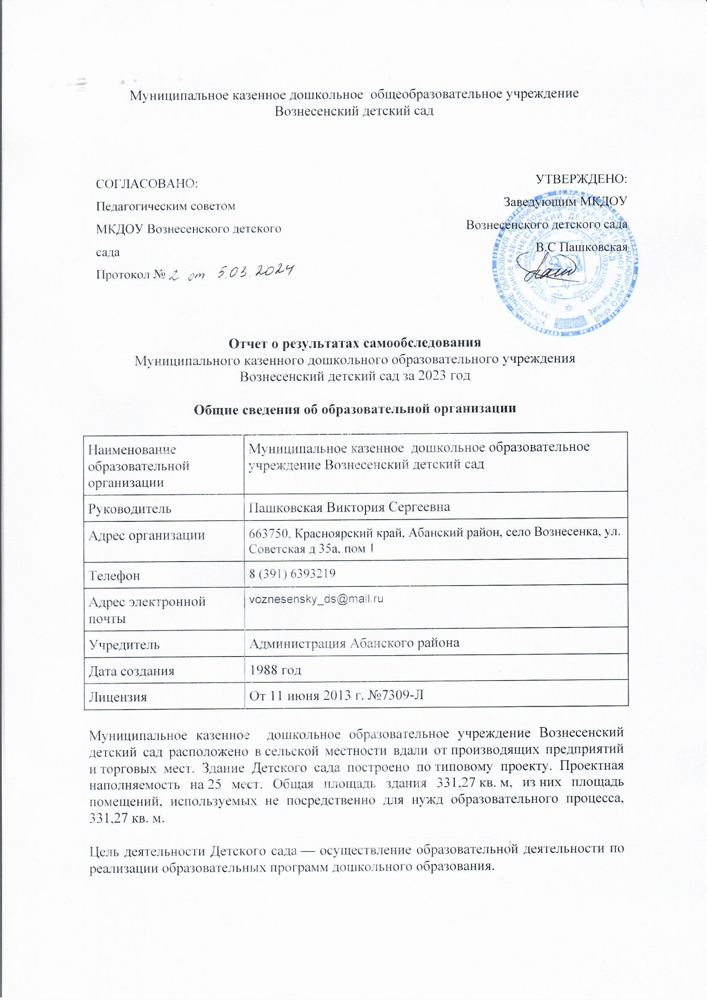 Муниципальное казенное дошкольное  общеобразовательное учреждение
Вознесенский детский сад
СОГЛАСОВАНО:
Педагогическим советом
МКДОУ Вознесенского детского
сада
Протокол № 2 от 5.03.2024
УТВЕРЖДЕНО:
Заведующим МКДОУ
Вознесенского детского сада
В.С Пашковская
Отчет о результатах самообследования
Муниципального казенного дошкольного образовательного учреждения
Вознесенский детский сад за 2023 год
Общие сведения об образовательной организации
Наименование
образовательной
организации
Муниципальное казенное  дошкольное образовательное
учреждение Вознесенский детский сад
Руководитель
Пашковская Виктория Сергеевна
Адрес организации
663750, Красноярский край, Абанский район, село Вознесенка, ул.
Советская д 35а, пом 1
Телефон
8 (391) 6393219
Адрес электронной
почты
voznesensky_ds@mail.ru
Учредитель
Администрация Абанского района
Дата создания
1988 год
Лицензия
От 11 июня 2013 г. №7309-Л
Муниципальное казенное  дошкольное образовательное учреждение Вознесенский
детский сад расположено в сельской местности вдали от производящих предприятий
и торговых мест. Здание Детского сада построено по типовому проекту. Проектная
наполняемость на 25 мест. Общая площадь здания 331,27 кв. м, из них площадь
помещений, используемых не посредственно для нужд образовательного процесса,
331,27 кв. м.
Цель деятельности Детского сада — осуществление образовательной деятельности по
реализации образовательных программ дошкольного образования.